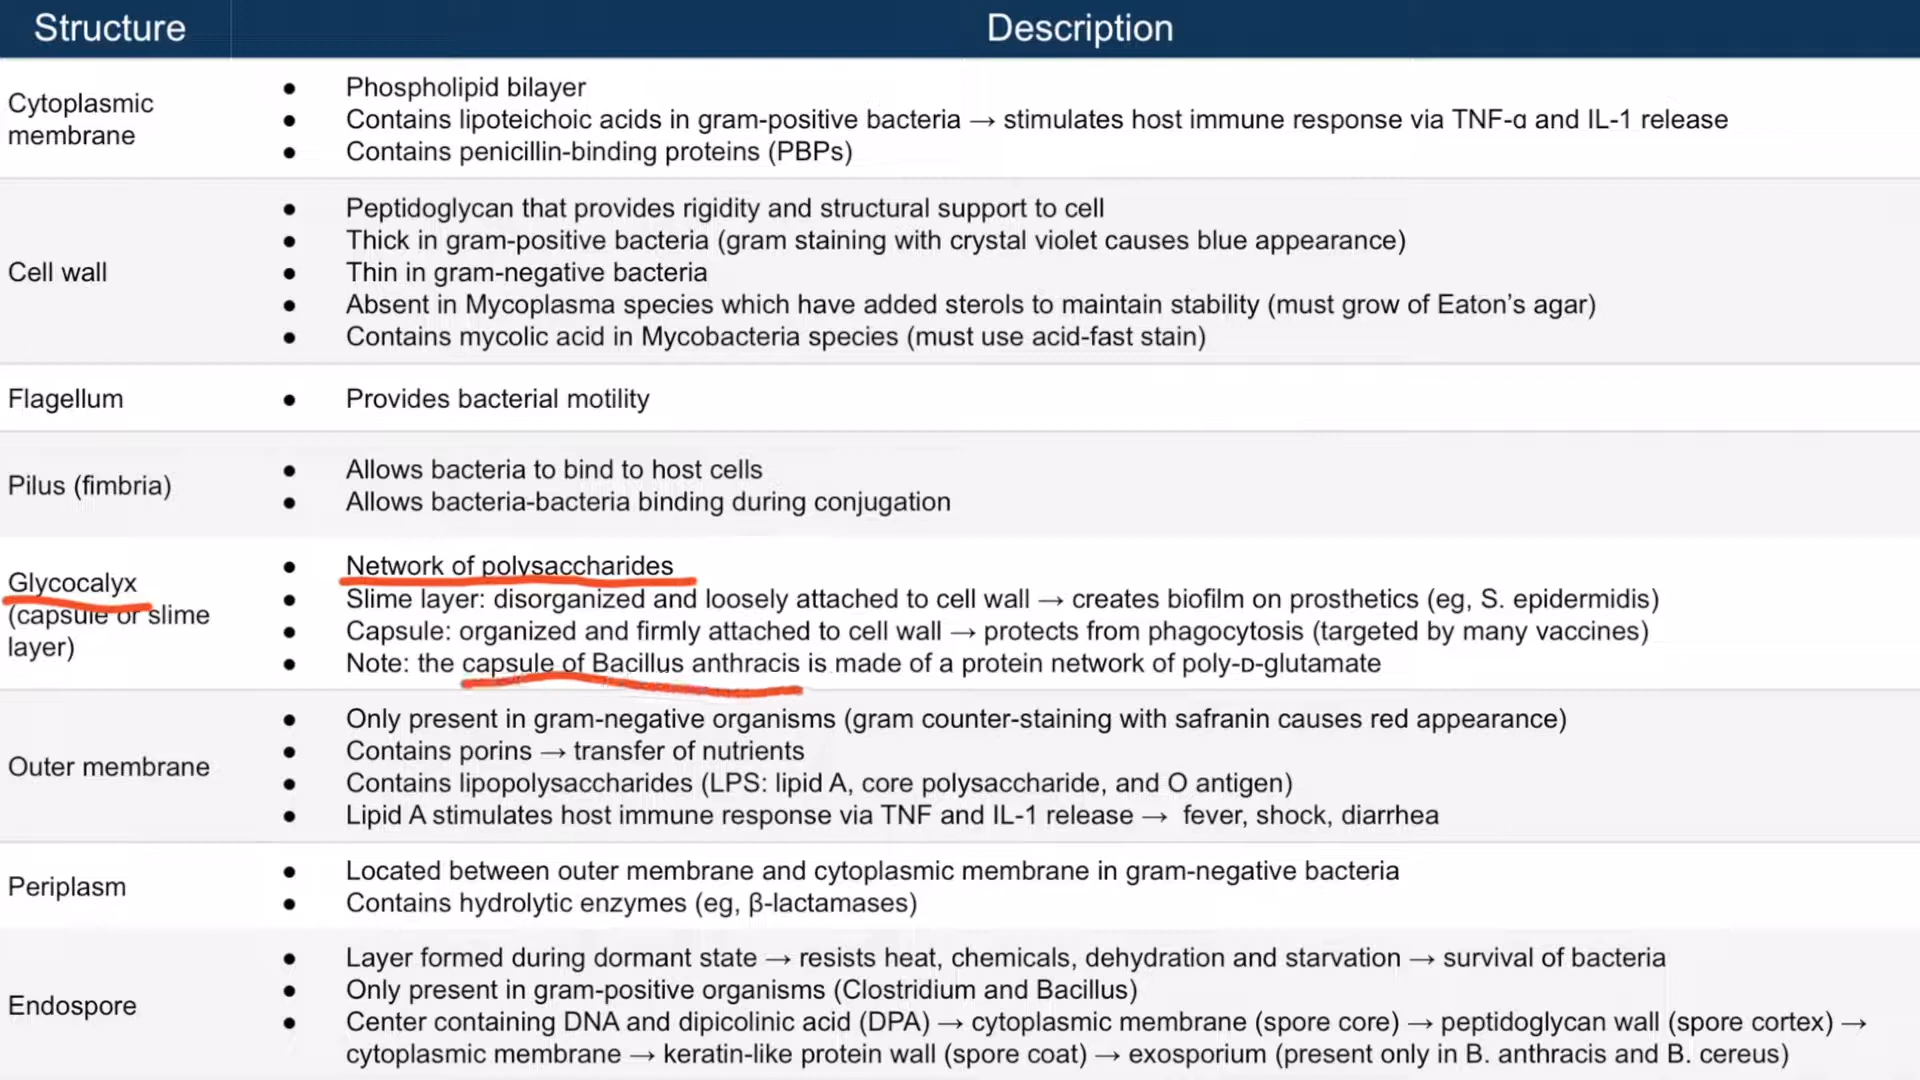 Structure Description
Cytoplasmic
membrane
● Phospholipid bilayer
● Contains lipoteichoic acids in gram-positive bacteria → stimulates host immune response via TNF-α and IL-1 release
● Contains penicillin-binding proteins (PBPs)
Cell wall
● Peptidoglycan that provides rigidity and structural support to cell
● Thick in gram-positive bacteria (gram staining with crystal violet causes blue appearance)
● Thin in gram-negative bacteria
● Absent in Mycoplasma species which have added sterols to maintain stability (must grow of Eaton’s agar)
● Contains mycolic acid in Mycobacteria species (must use acid-fast stain)
Flagellum
● Provides bacterial motility
Pilus (fimbria)
● Allows bacteria to bind to host cells
● Allows bacteria-bacteria binding during conjugation
Glycocalyx
(capsule or slime
layer)
● Network of polysaccharides
● Slime layer: disorganized and loosely attached to cell wall → creates biofilm on prosthetics (eg, S. epidermidis)
● Capsule: organized and firmly attached to cell wall → protects from phagocytosis (targeted by many vaccines)
● Note: the capsule of Bacillus anthracis is made of a protein network of poly-ᴅ-glutamate
Outer membrane
● Only present in gram-negative organisms (gram counter-staining with safranin causes red appearance)
● Contains porins → transfer of nutrients
● Contains lipopolysaccharides (LPS: lipid A, core polysaccharide, and O antigen)
● Lipid A stimulates host immune response via TNF and IL-1 release → fever, shock, diarrhea
Periplasm
● Located between outer membrane and cytoplasmic membrane in gram-negative bacteria
● Contains hydrolytic enzymes (eg, β-lactamases)
Endospore
● Layer formed during dormant state → resists heat, chemicals, dehydration and starvation → survival of bacteria
● Only present in gram-positive organisms (Clostridium and Bacillus)
● Center containing DNA and dipicolinic acid (DPA) → cytoplasmic membrane (spore core) → peptidoglycan wall (spore cortex) →
cytoplasmic membrane → keratin-like protein wall (spore coat) → exosporium (present only in B. anthracis and B. cereus)